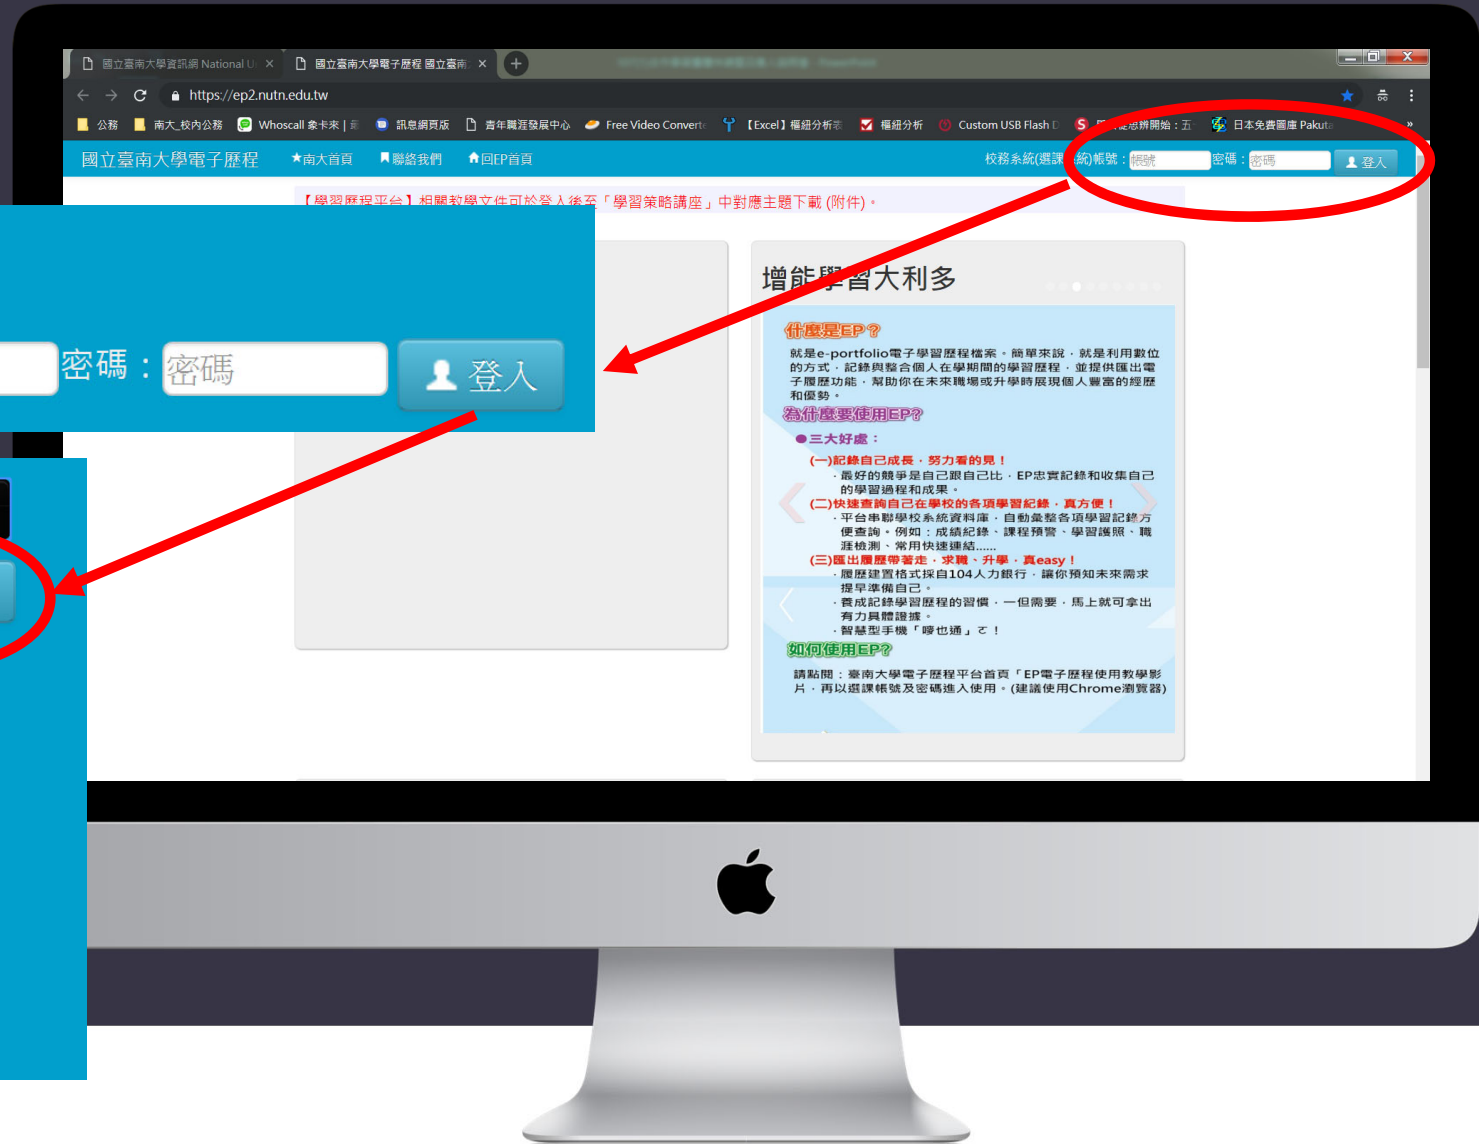 國立臺南大學資訊網 National U
國立臺南大學電子歷程 國立臺南
https://ep2.nutn.edu.tw
公務
南大_校內公務
Whoscall 象卡來 |
訊息網頁版
青年職涯發展中心
Free Video Converte
【Excel】樞紐分析表
樞紐分析
Custom USB Flash D
思辨開始：五
日本免費圖庫 Pakuta
»
國立臺南大學電子歷程
★南大首頁
聯絡我們
回EP首頁
校務系統(選課系統)帳號：
帳號
密碼：
密碼
登入
【學習歷程平台】相關教學文件可於登入後至「學習策略講座」中對應主題下載 (附件)。
密碼：
密碼
登入
增能學習大利多
什麼是EP？
就是e-portfolio電子學習歷程檔案。簡單來說，就是利用數位
的方式，記錄與整合個人在學期間的學習歷程，並提供匯出電
子履歷功能，幫助你在未來職場或升學時展現個人豐富的經歷
和優勢。
為什麼要使用EP?
●三大好處：
(一)記錄自己成長，努力看的見！
．最好的競爭是自己跟自己比，EP忠實記錄和收集自己
的學習過程和成果。
(二)快速查詢自己在學校的各項學習紀錄，真方便！
．平台串聯學校系統資料庫，自動彙整各項學習記錄方
便查詢。例如：成績紀錄、課程預警、學習護照、職
涯檢測、常用快速連結......
(三)匯出履歷帶著走，求職、升學，真easy！
．履歷建置格式採自104人力銀行，讓你預知未來需求
提早準備自己。
．養成記錄學習歷程的習慣，一但需要，馬上就可拿出
有力具體證據。
．智慧型手機「嘜也通」ㄛ！
如何使用EP?
請點閱：臺南大學電子歷程平台首頁「EP電子歷程使用教學影
片，再以選課帳號及密碼進入使用。(建議使用Chrome瀏覽器)